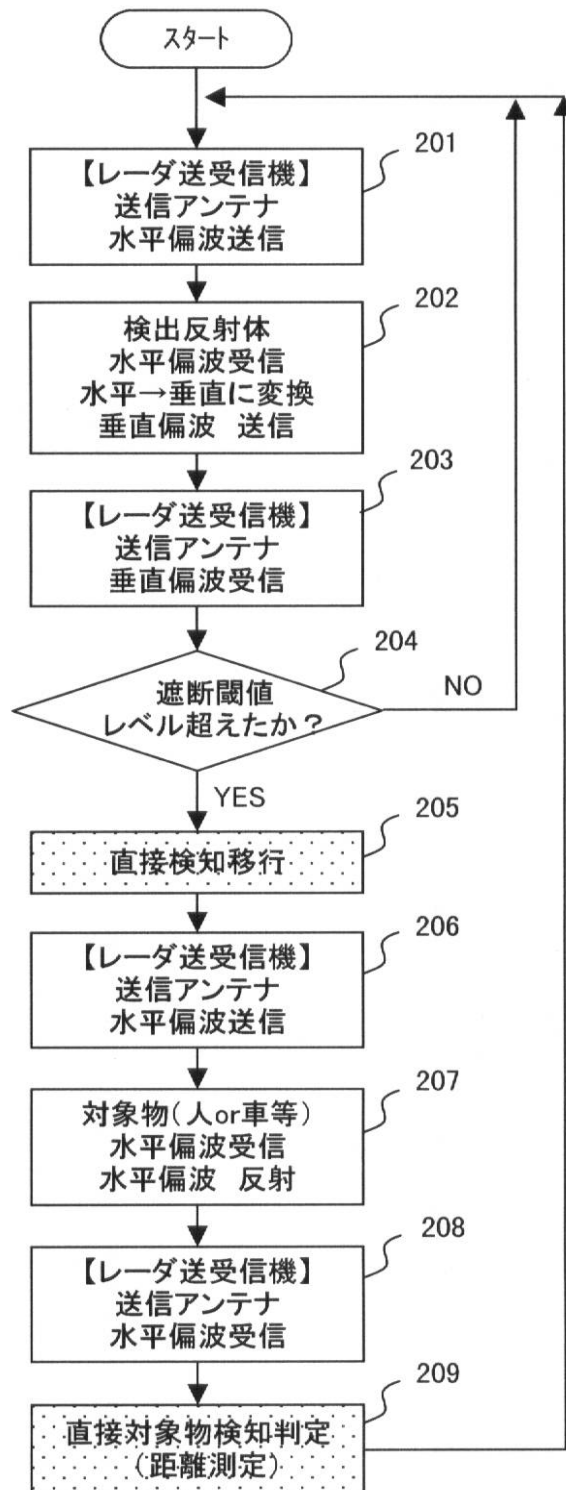 スタート
201
【レーダ送受信機】
送信アンテナ
水平偏波送信
202
検出反射体
水平偏波受信
水平→垂直に変換
垂直偏波 送信
203
【レーダ送受信機】
送信アンテナ
垂直偏波受信
204
遮断閾値
レベル超えたか?
NO
YES
205
直接検知移行
206
【レーダ送受信機】
送信アンテナ
水平偏波送信
207
対象物(人or車等)
水平偏波受信
水平偏波 反射
208
【レーダ送受信機】
送信アンテナ
水平偏波受信
209
直接対象物検知判定
(距離測定)